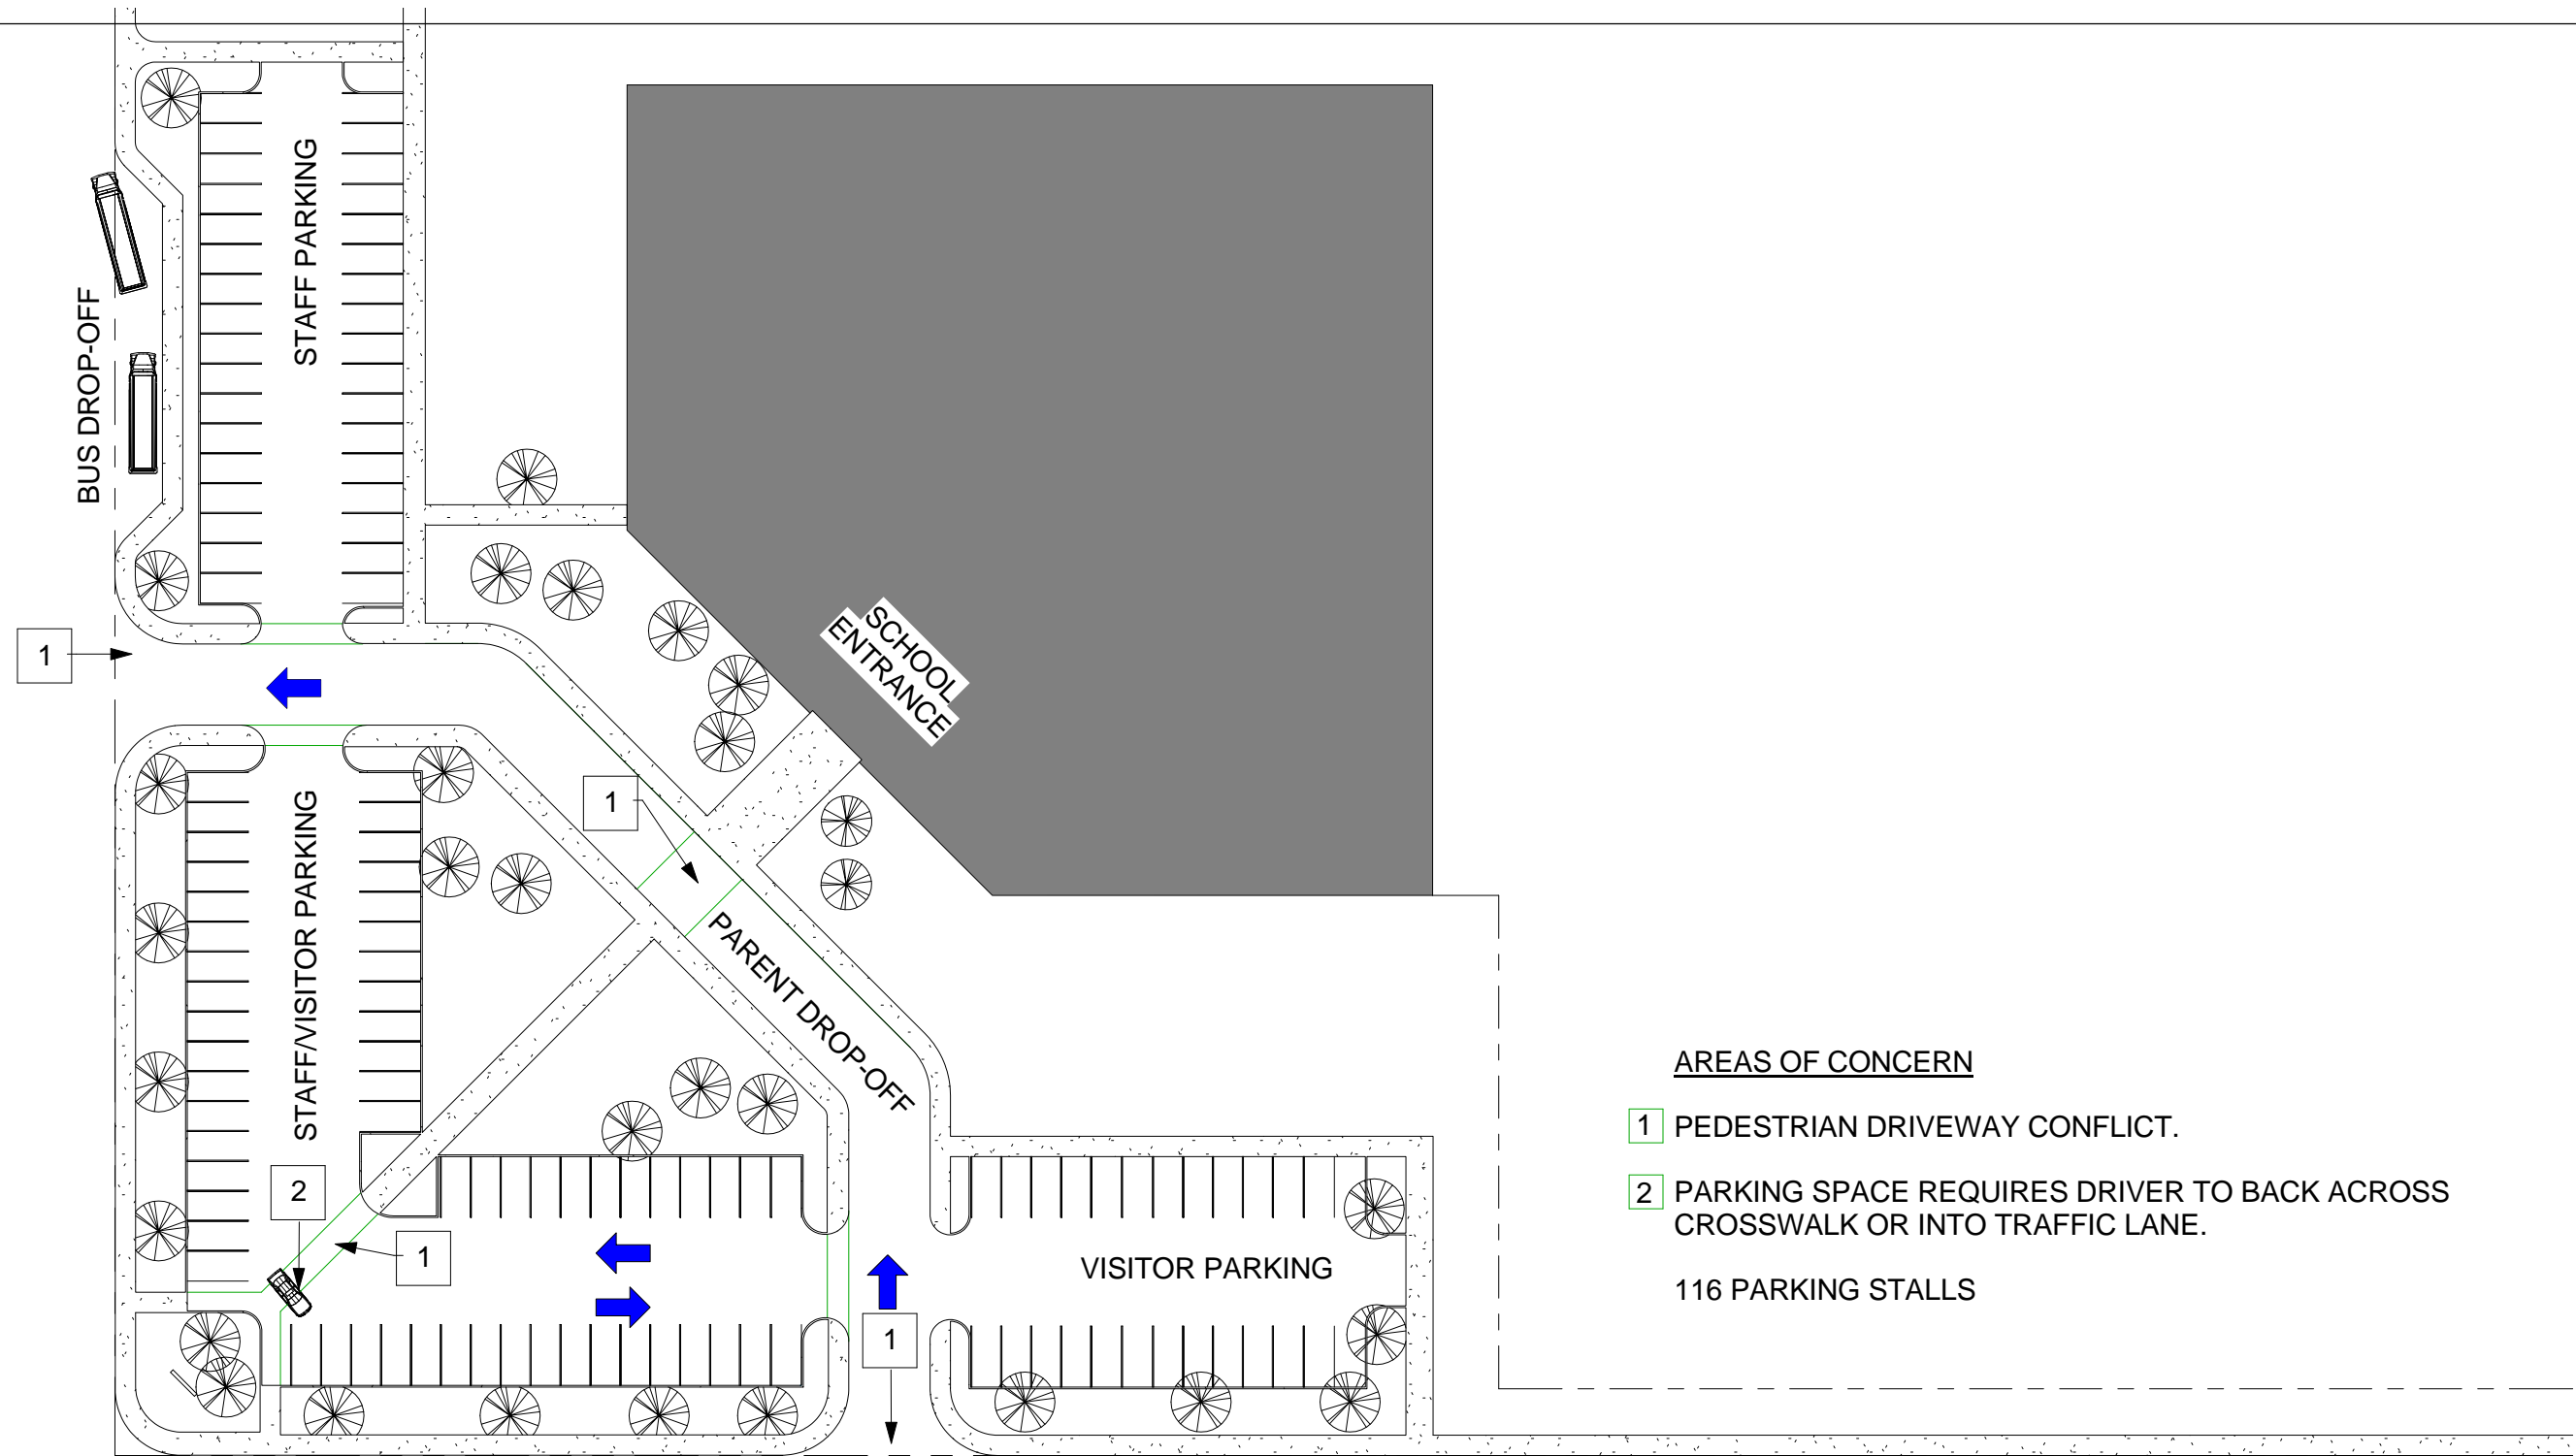 STAFF PARKING
BUS DROP-OFF
1
SCHOOL
ENTRANCE
1
STAFF/VISITOR PARKING
PARENT DROP-OFF
2
1
VISITOR PARKING
1
AREAS OF CONCERN
1 PEDESTRIAN DRIVEWAY CONFLICT.
2 PARKING SPACE REQUIRES DRIVER TO BACK ACROSS
CROSSWALK OR INTO TRAFFIC LANE.
116 PARKING STALLS